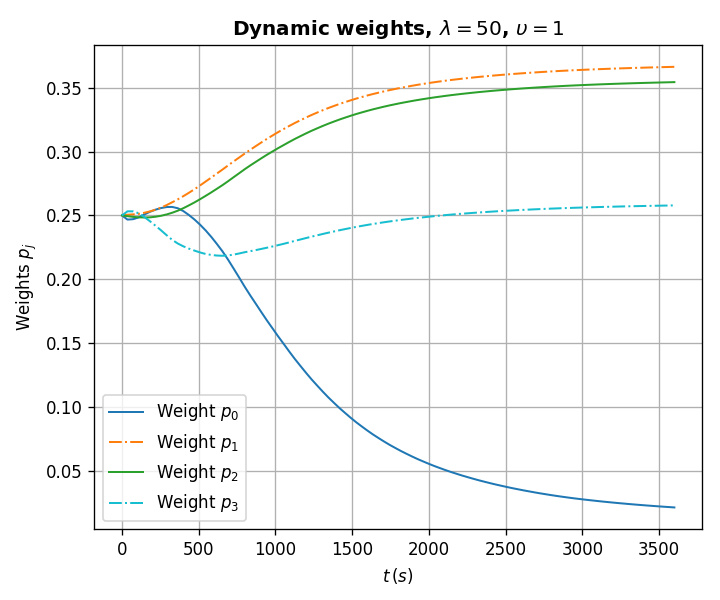 Dynamic weights, λ = 50, υ = 1
Weights p_j
0.35
0.30
0.25
0.20
0.15
0.10
0.05
Weight p_0
Weight p_1
Weight p_2
Weight p_3
0 500 1000 1500 2000 2500 3000 3500
t (s)